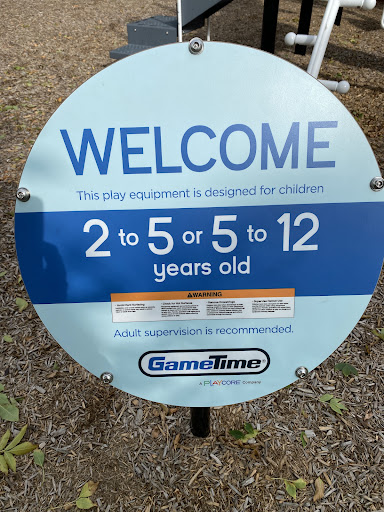 WELCOME
This play equipment is designed for children
2 to 5 or 5 to 12
years old
WARNING
Adult supervision is recommended.
GameTime
A PLAYCORE Company